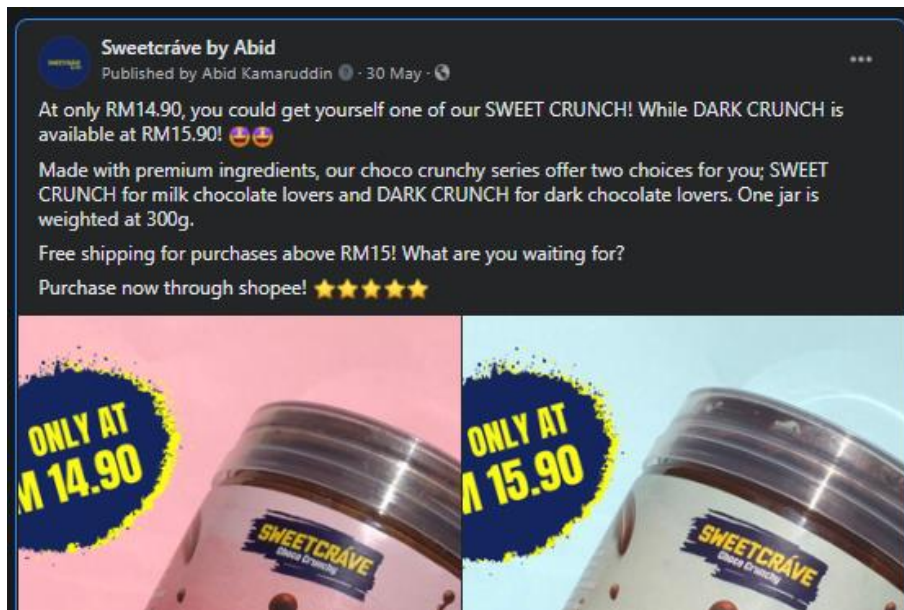 Sweetcráve by Abid
Published by Abid Kamaruddin · 30 May ·
At only RM14.90, you could get yourself one of our SWEET CRUNCH! While DARK CRUNCH is
available at RM15.90! 🤩🤩
Made with premium ingredients, our choco crunchy series offer two choices for you; SWEET
CRUNCH for milk chocolate lovers and DARK CRUNCH for dark chocolate lovers. One jar is
weighted at 300g.
Free shipping for purchases above RM15! What are you waiting for?
Purchase now through shopee! ⭐⭐⭐⭐⭐
ONLY AT
M 14.90
SWEETCRÁVE
Choco Crunchy
ONLY AT
M 15.90
SWEETCRÁVE
Choco Crunchy